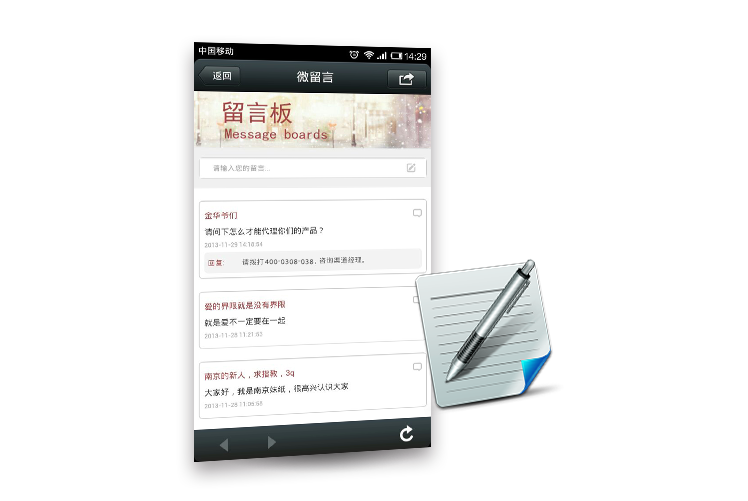 中国移动 14:29
返回 微留言
留言板
Message boards
请输入您的留言...
金华爷们
请问下怎么才能代理你们的产品？
2013-11-29 14:16:04
回复: 请拨打400-0308-038, 咨询渠道经理。
爱的界限就是没有界限
就是爱不一定要在一起
2013-11-28 11:21:52
南京的新人，求指教，3q
大家好，我是南京妹纸，很高兴认识大家
2013-11-28 11:05:58